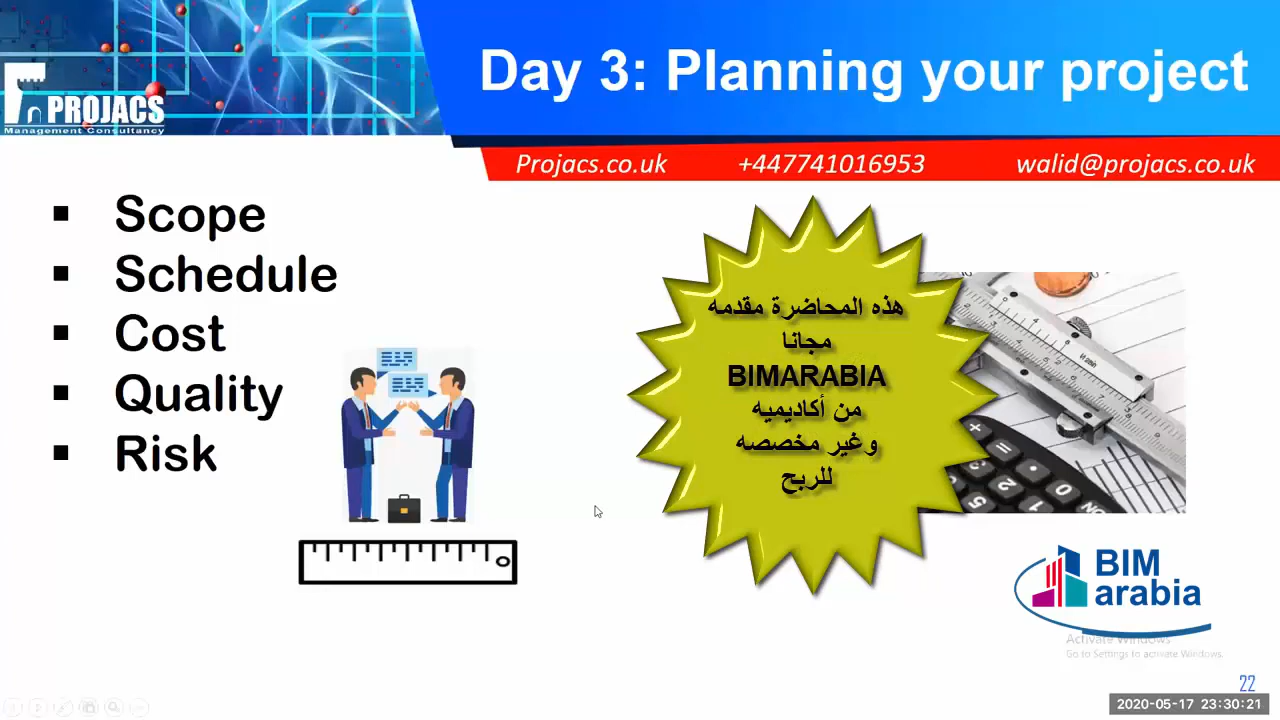 Day 3: Planning your project
PROJACS
Management Consultancy
Projacs.co.uk +447741016953 walid@projacs.co.uk
▪ Scope
▪ Schedule
▪ Cost
▪ Quality
▪ Risk
هذه المحاضرة مقدمه
مجانا
BIMARABIA
من أكاديميه
وغير مخصصه
للربح
BIM
arabia
Activate Windows
Go to Settings to activate Windows.
22
2020-05-17 23:30:21